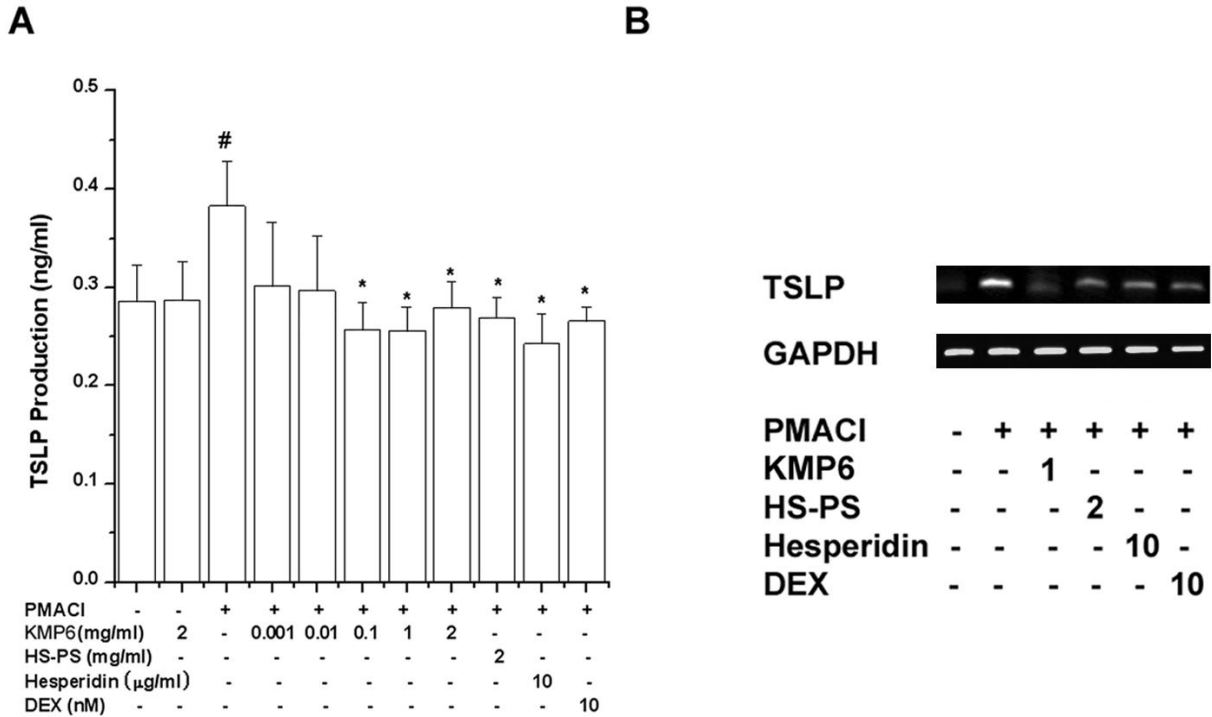 A
B
0.5
0.4
0.3
0.2
0.1
0.0
TSLP Production (ng/ml)
#
* * * * * *
PMACI - - + + + + + + + + +
KMP6 (mg/ml) - 2 - 0.001 0.01 0.1 1 2 - - -
HS-PS (mg/ml) - - - - - - - - 2 - -
Hesperidin (μg/ml) - - - - - - - - - 10 -
DEX (nM) - - - - - - - - - - 10
TSLP
GAPDH
PMACI - + + + + +
KMP6 - - 1 - - -
HS-PS - - - 2 - -
Hesperidin - - - - 10 -
DEX - - - - - 10